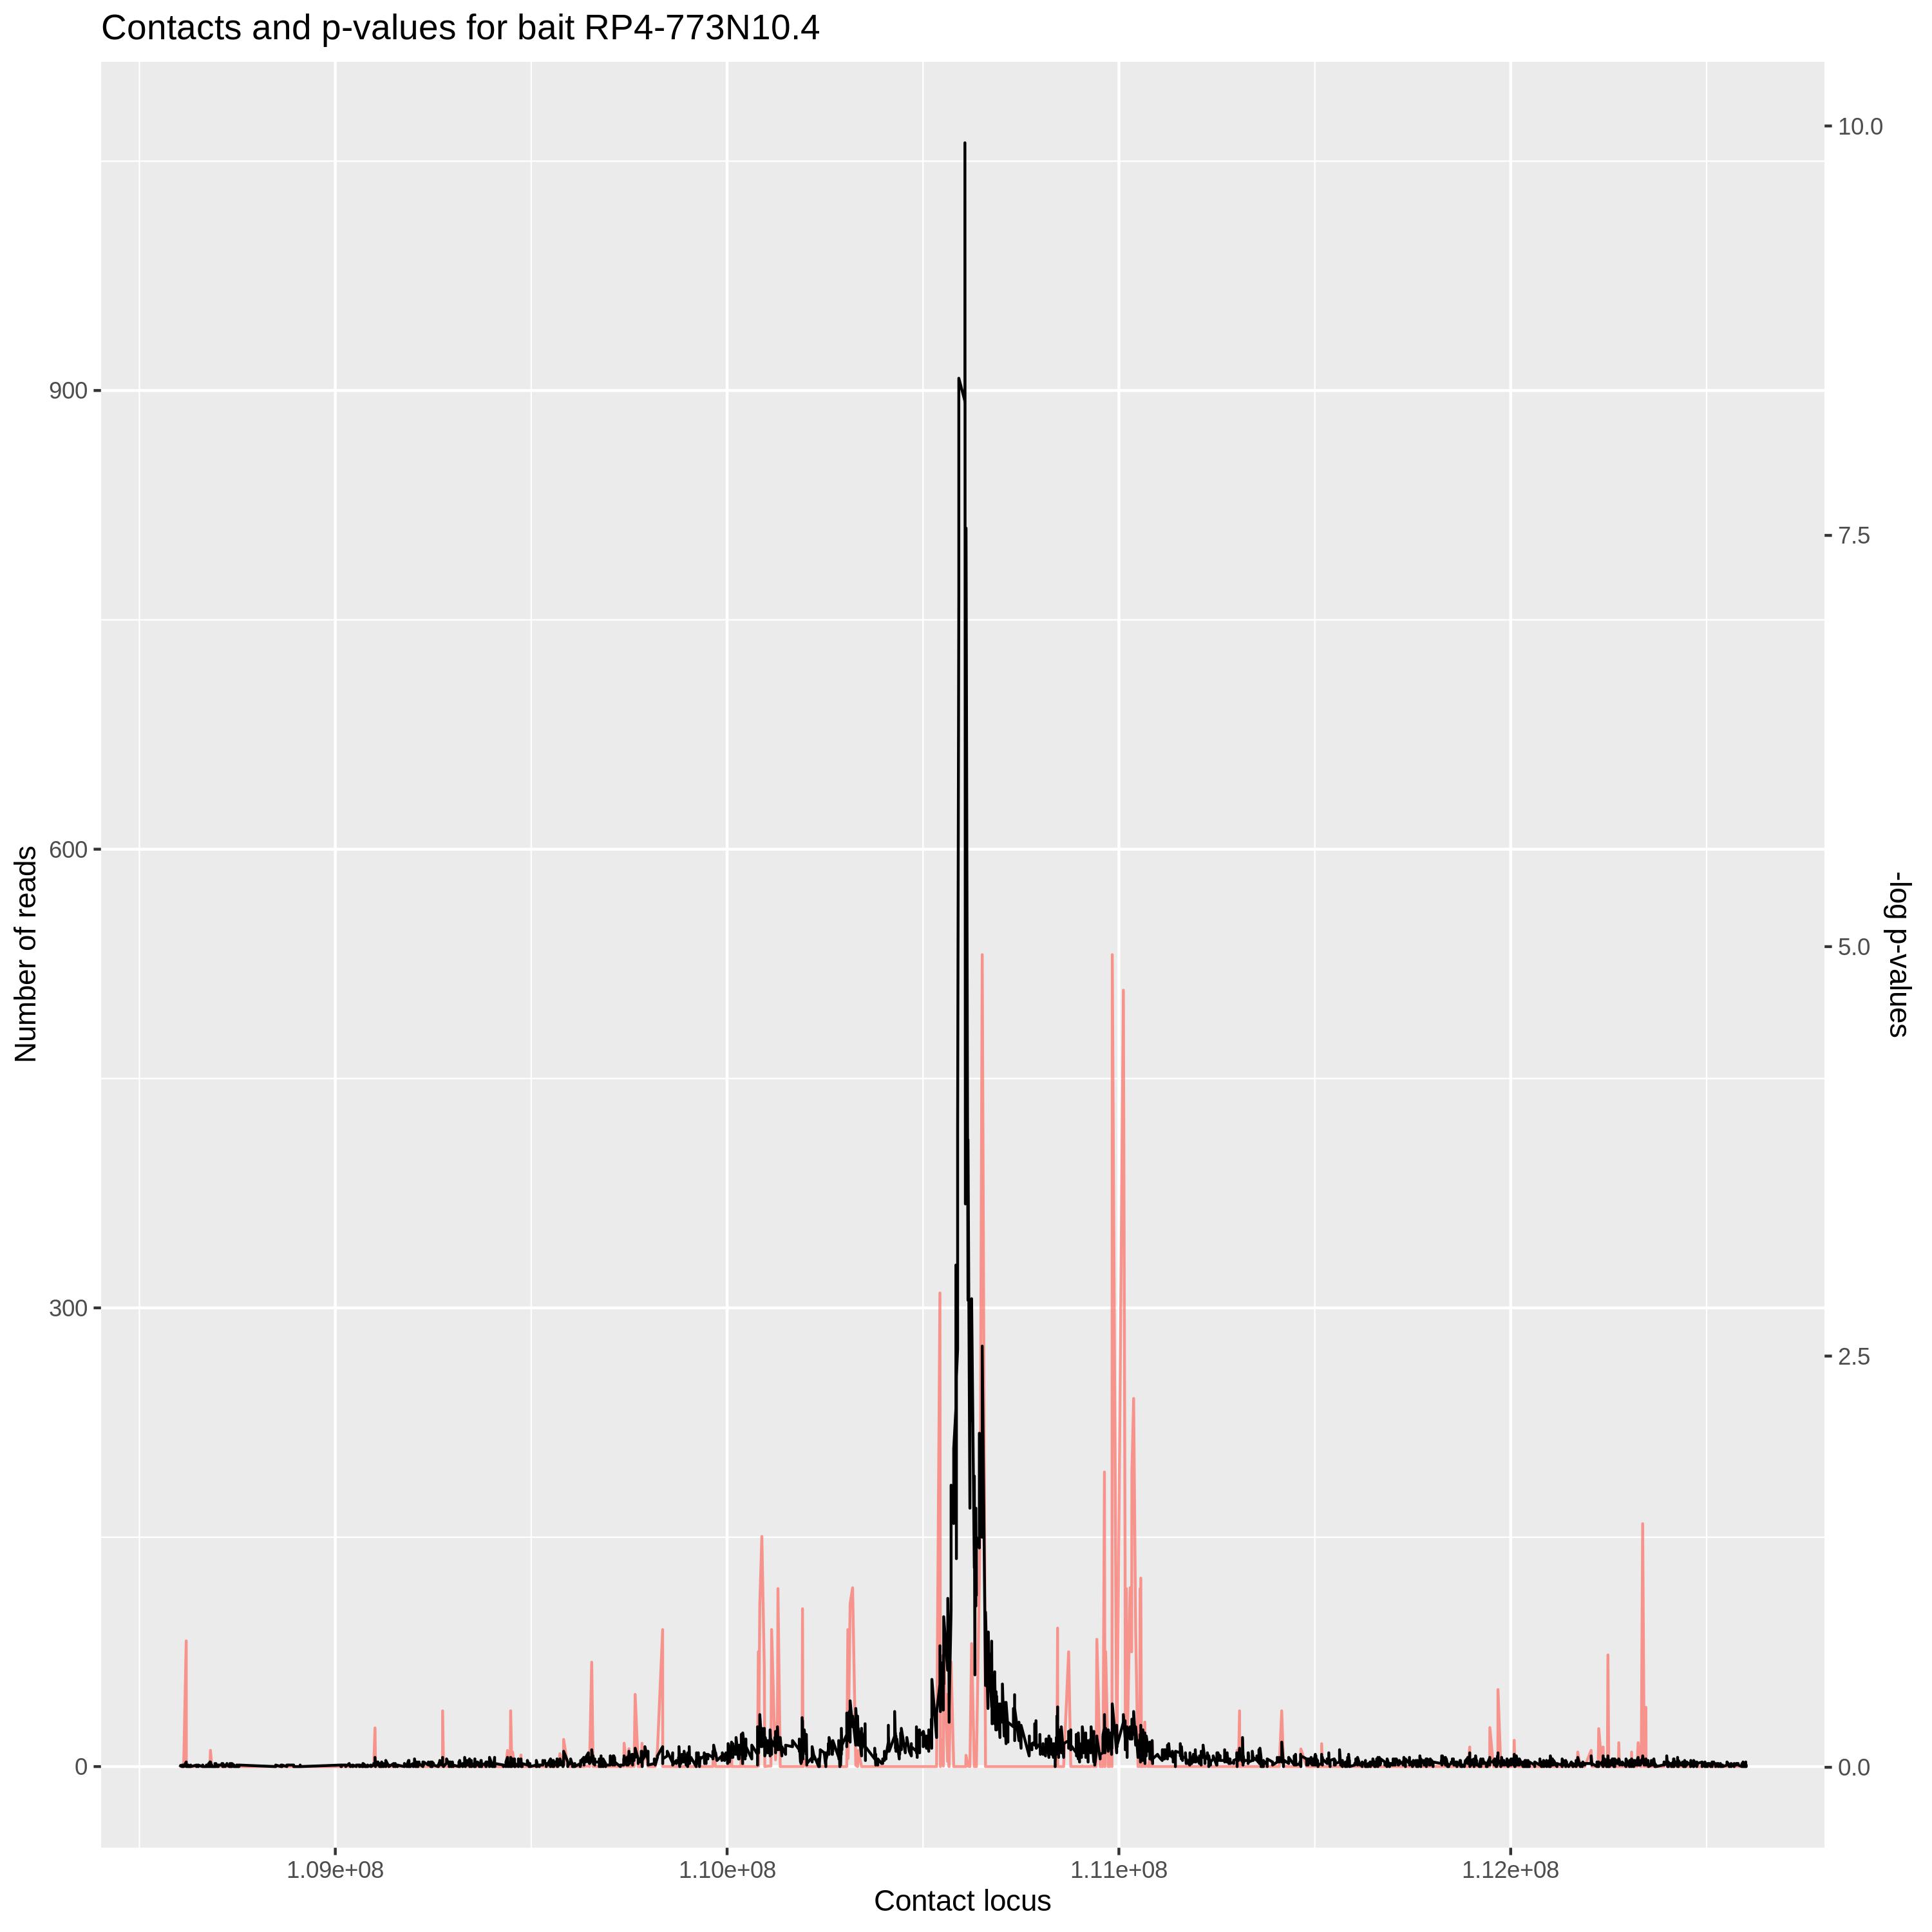 Contacts and p-values for bait RP4-773N10.4
10.0
900
7.5
600
5.0
Number of reads
-log p-values
300
2.5
0
0.0
1.09e+08
1.10e+08
1.11e+08
1.12e+08
Contact locus